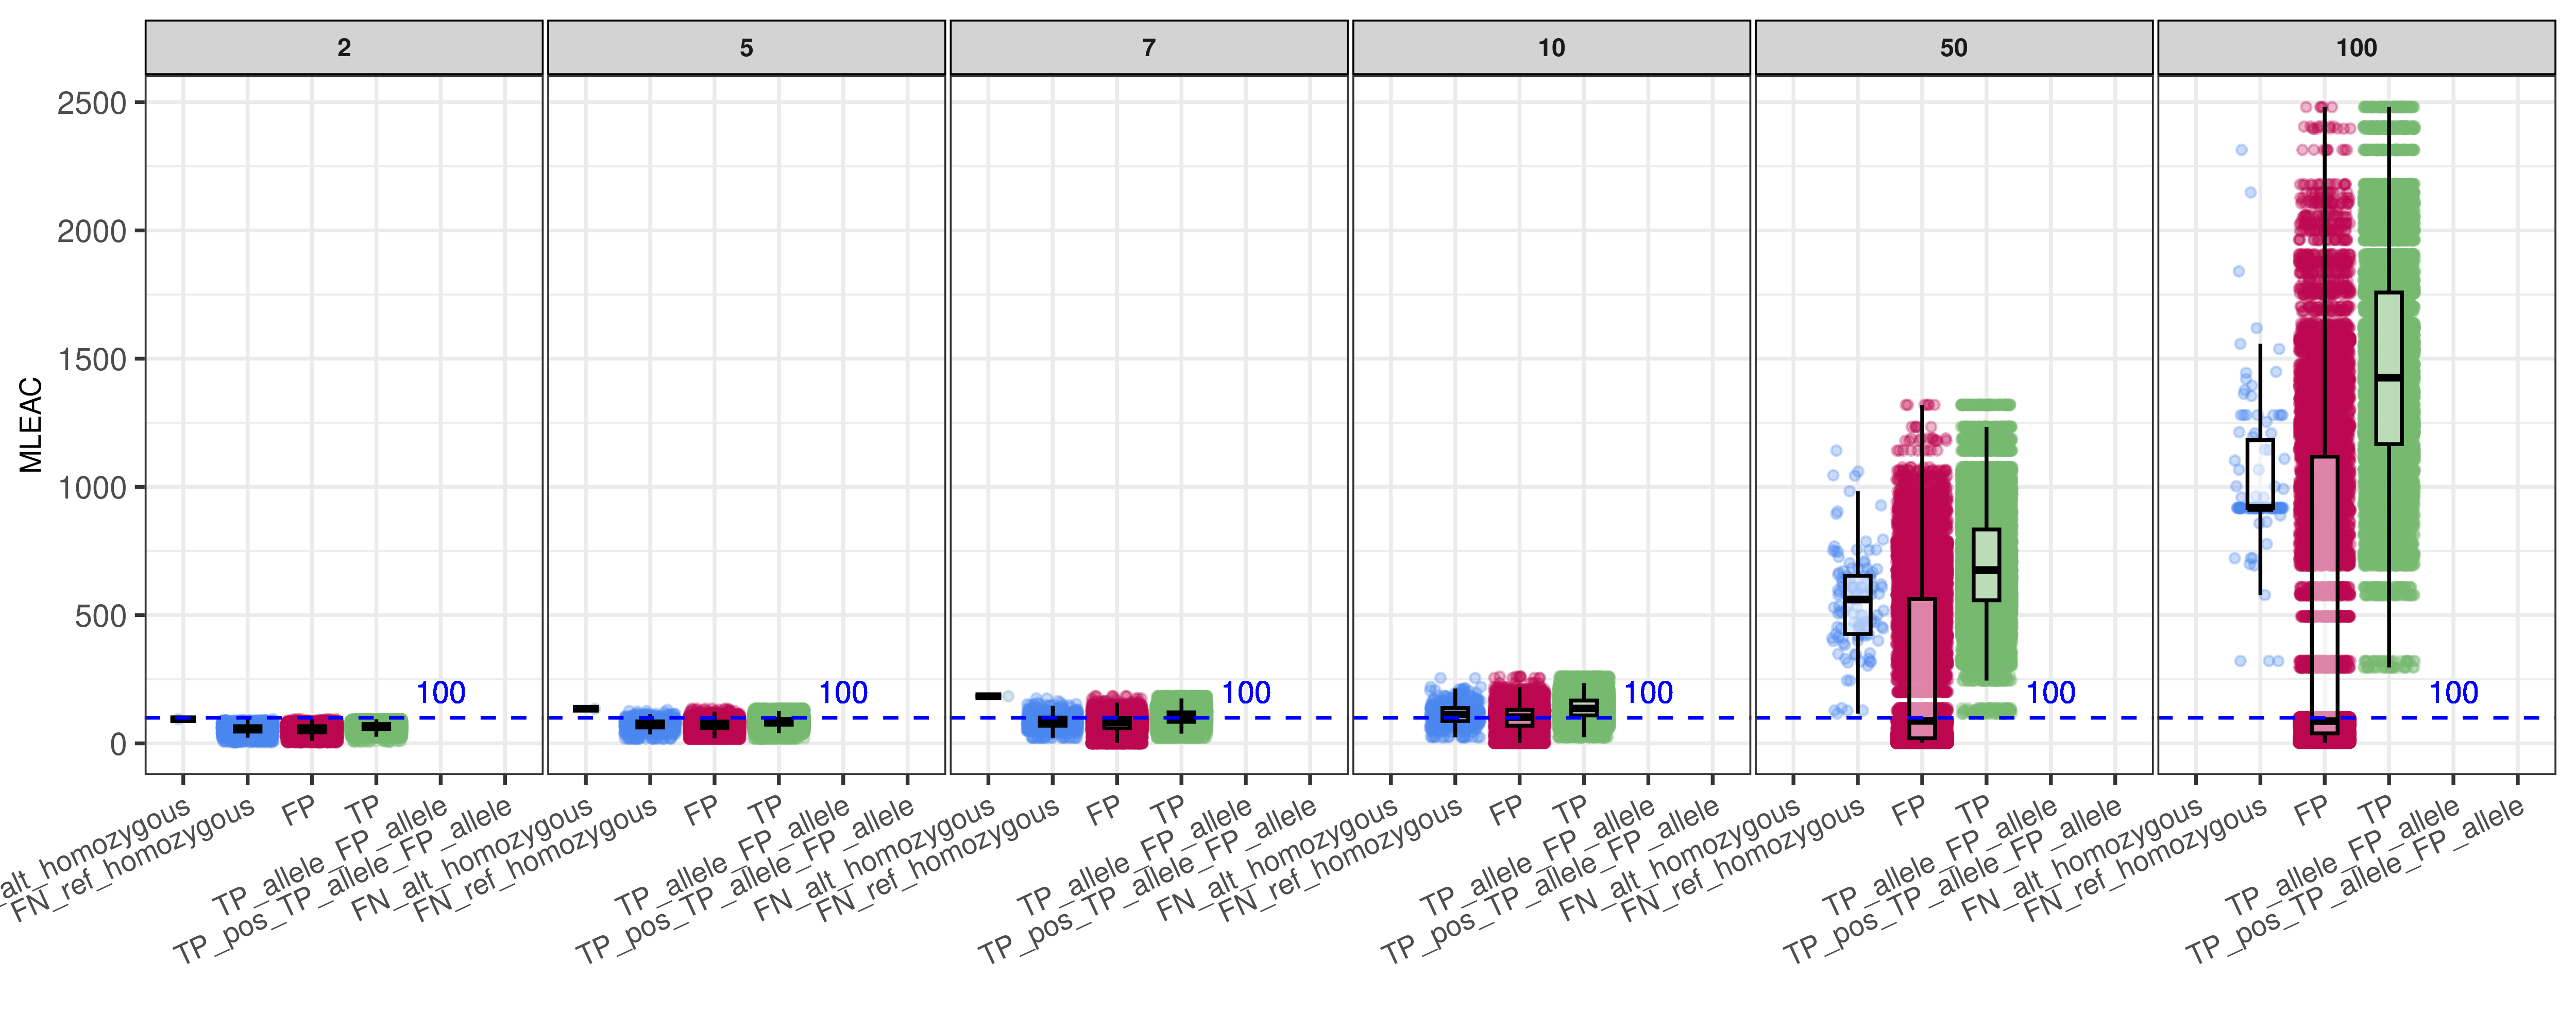 2 5 7 10 50 100
MLEAC
2500
2000
1500
1000
500
0
100 100 100 100 100 100
_alt_homozygous FN_ref_homozygous FP TP TP_allele_FP_allele TP_pos_TP_allele_FP_allele
FN_alt_homozygous FN_ref_homozygous FP TP TP_allele_FP_allele TP_pos_TP_allele_FP_allele
FN_alt_homozygous FN_ref_homozygous FP TP TP_allele_FP_allele TP_pos_TP_allele_FP_allele
FN_alt_homozygous FN_ref_homozygous FP TP TP_allele_FP_allele TP_pos_TP_allele_FP_allele
FN_alt_homozygous FN_ref_homozygous FP TP TP_allele_FP_allele TP_pos_TP_allele_FP_allele
FN_alt_homozygous FN_ref_homozygous FP TP TP_allele_FP_allele TP_pos_TP_allele_FP_allele